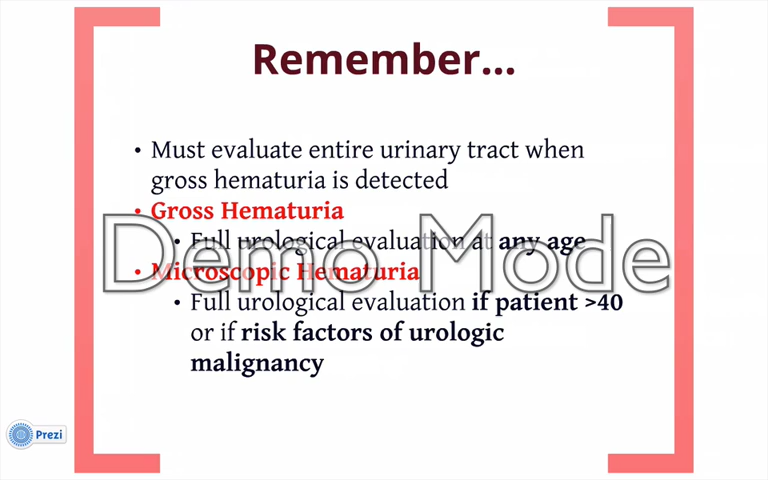 Remember...
• Must evaluate entire urinary tract when
gross hematuria is detected
• Gross Hematuria
• Full urological evaluation at any age
Demo Mode
• Microscopic Hematuria
• Full urological evaluation if patient >40
or if risk factors of urologic
malignancy
Prezi